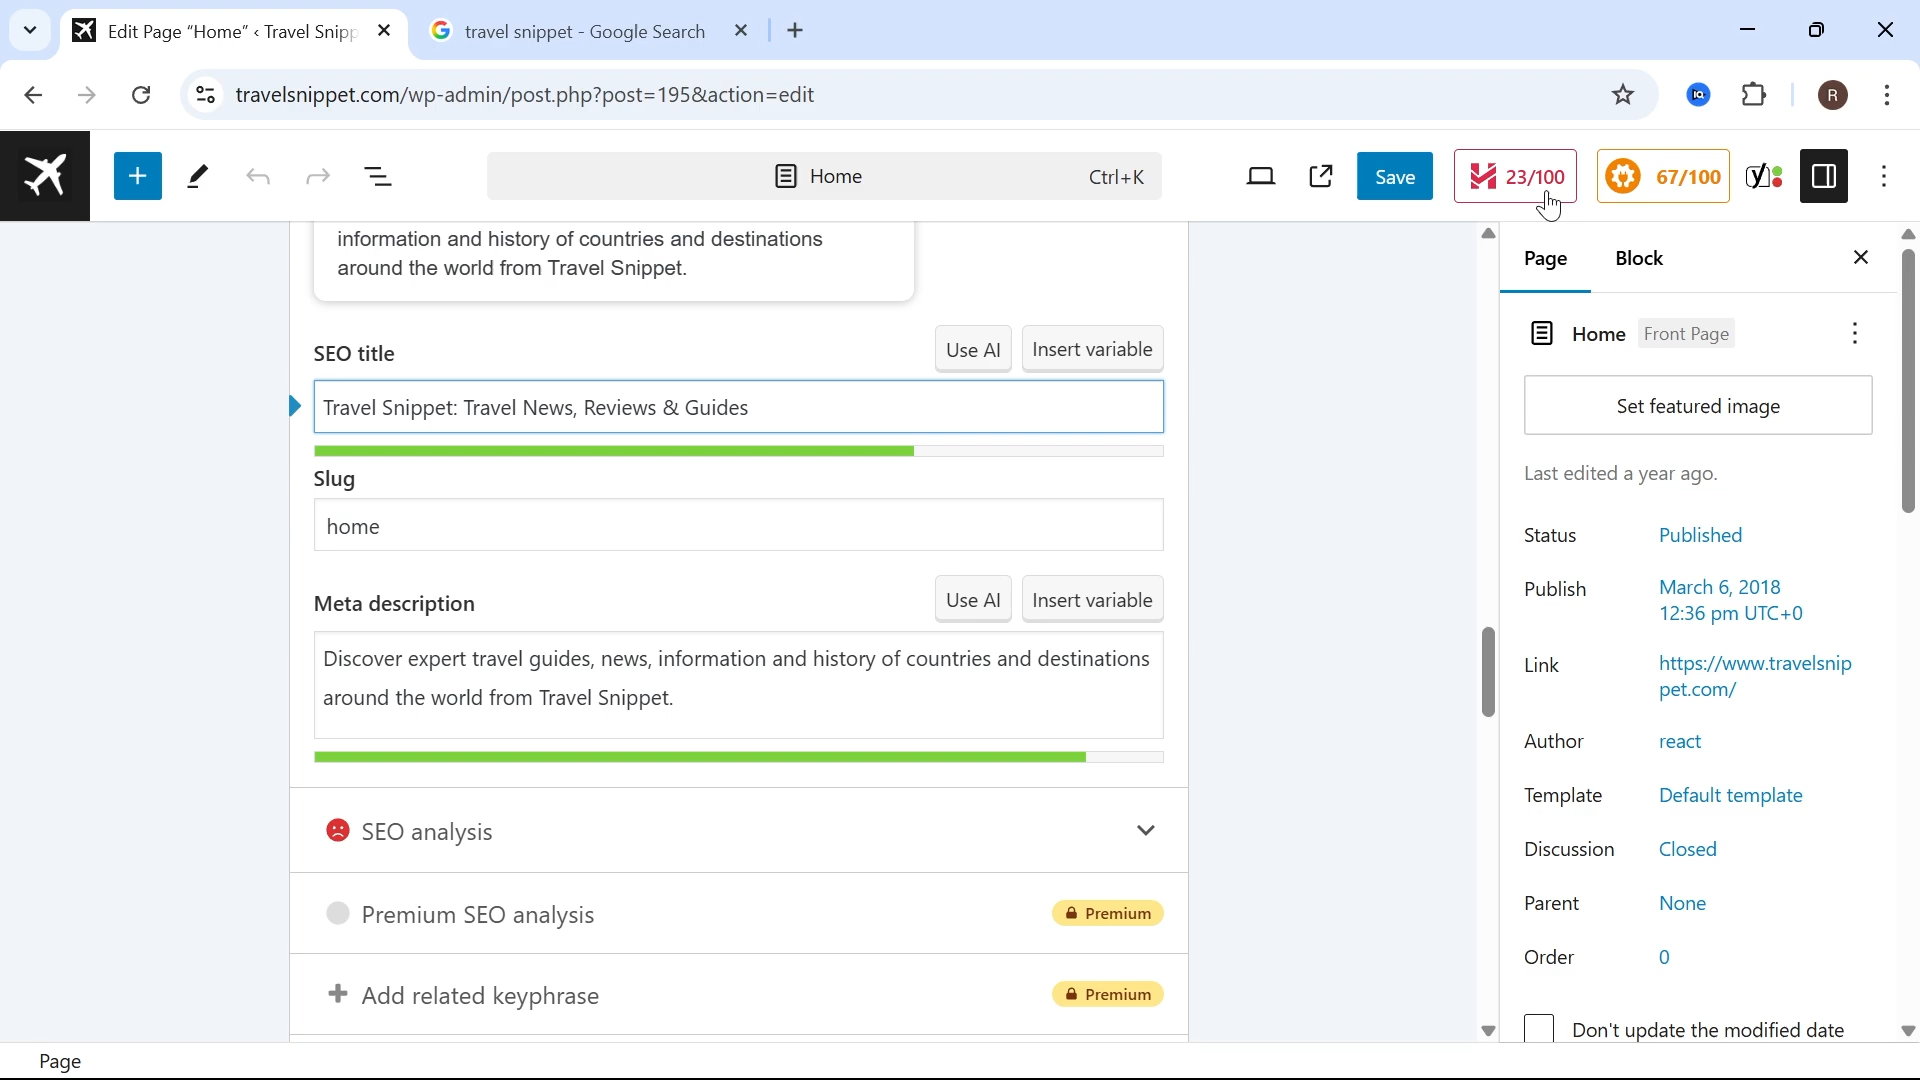 Edit Page “Home” ‹ Travel Snipp
travel snippet - Google Search
travelsnippet.com/wp-admin/post.php?post=195&action=edit
IQ
R
Home
Ctrl+K
Save
23/100
67/100
information and history of countries and destinations
around the world from Travel Snippet.
SEO title
Use AI
Insert variable
Travel Snippet: Travel News, Reviews & Guides
Slug
home
Meta description
Use AI
Insert variable
Discover expert travel guides, news, information and history of countries and destinations
around the world from Travel Snippet.
SEO analysis
Premium SEO analysis
Premium
Add related keyphrase
Premium
Page
Block
Home
Front Page
Set featured image
Last edited a year ago.
Status
Published
Publish
March 6, 2018
12:36 pm UTC+0
Link
https://www.travelsnip
pet.com/
Author
react
Template
Default template
Discussion
Closed
Parent
None
Order
0
Don't update the modified date
Page